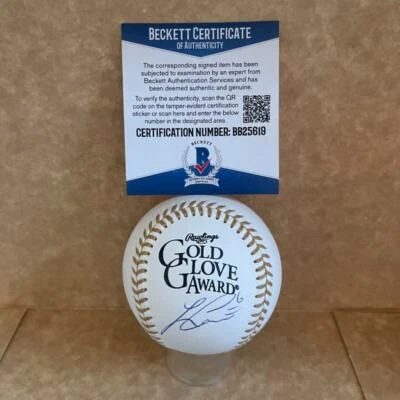 BECKETT CERTIFICATE
OF AUTHENTICITY
The corresponding signed item has been
subjected to examination by an expert from
Beckett Authentication Services and has
been deemed authentic and genuine.
To verify the authenticity, scan the QR
code on the tamper-evident certification
sticker or scan here and enter the below
number in the designated area.
CERTIFICATION NUMBER: BB25619
BECKETT
B
Rawlings
GOLD
GLOVE
AWARD®